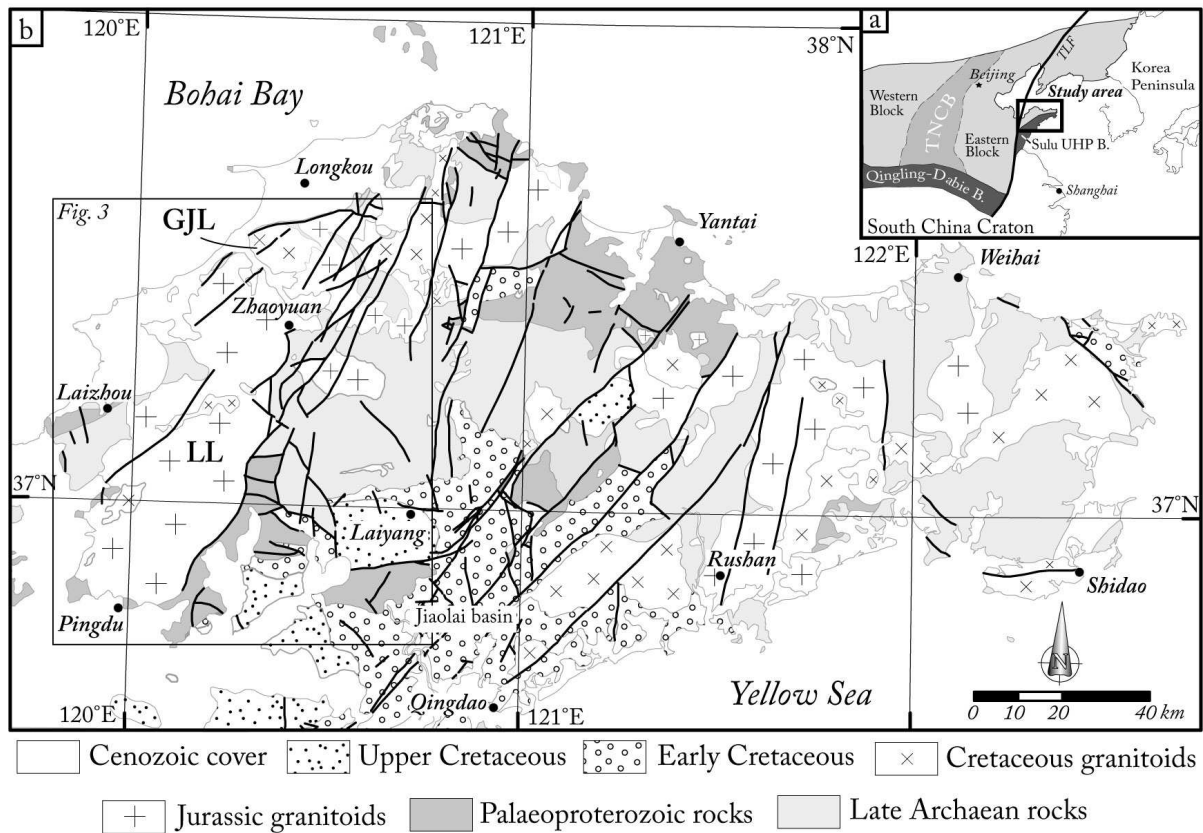 b
120°E
121°E
38°N
Bohai Bay
Longkou
Fig. 3
GJL
Yantai
122°E
Weihai
Zhaoyuan
Laizhou
LL
37°N
37°N
Laiyang
Rushan
Shidao
Pingdu
Jiaolai basin
N
Qingdao
Yellow Sea
120°E
121°E
0 10 20 40 km
a
TLF
Beijing
Korea
Peninsula
Western
Block
Study area
TNCB
Eastern
Block
Sulu UHP B.
Qingling-Dabie B.
Shanghai
South China Craton
Cenozoic cover
Upper Cretaceous
Early Cretaceous
Cretaceous granitoids
Jurassic granitoids
Palaeoproterozoic rocks
Late Archaean rocks